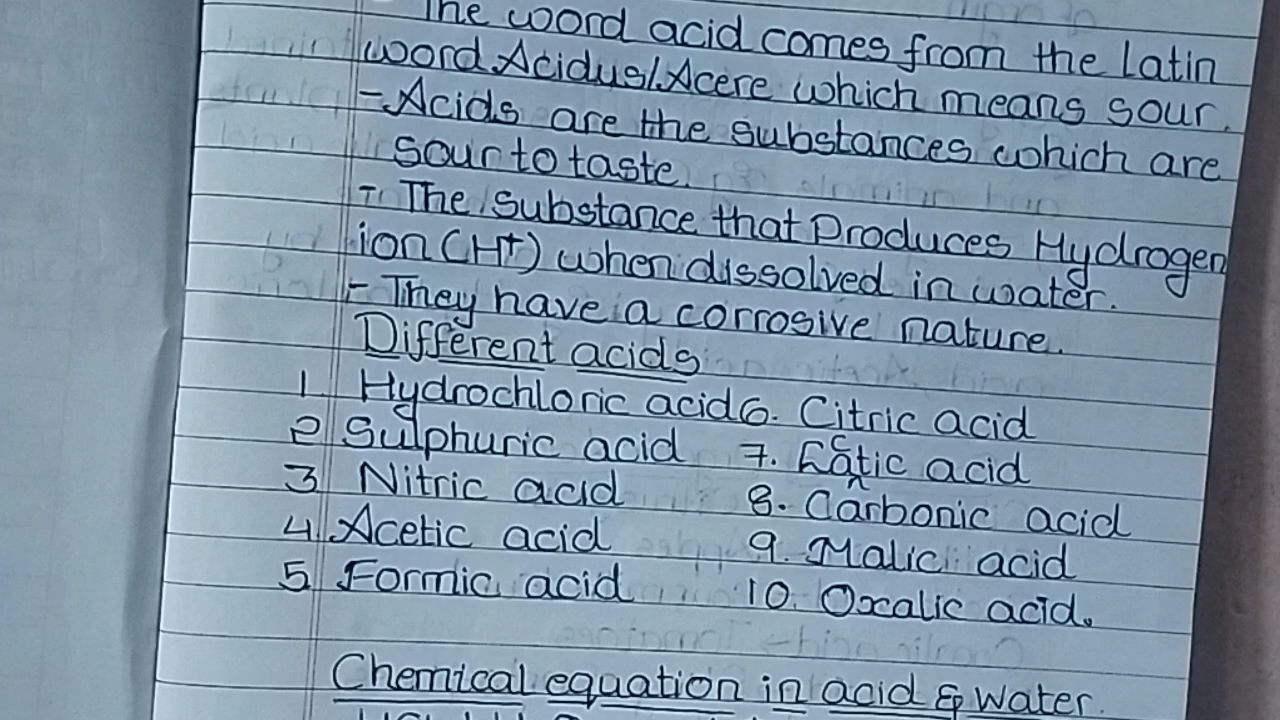 The word acid comes from the Latin
word Acidus/Acere which means sour.
- Acids are the substances which are
sour to taste.
- The substance that Produces Hydrogen
ion (H+) when dissolved in water.
- They have a corrosive nature.
Different acids
1. Hydrochloric acid 6. Citric acid
2 Sulphuric acid 7. Lactic acid
3 Nitric acid 8. Carbonic acid
4. Acetic acid 9. Malic acid
5. Formic acid 10. Oxalic acid.
Chemical equation in acid & Water.